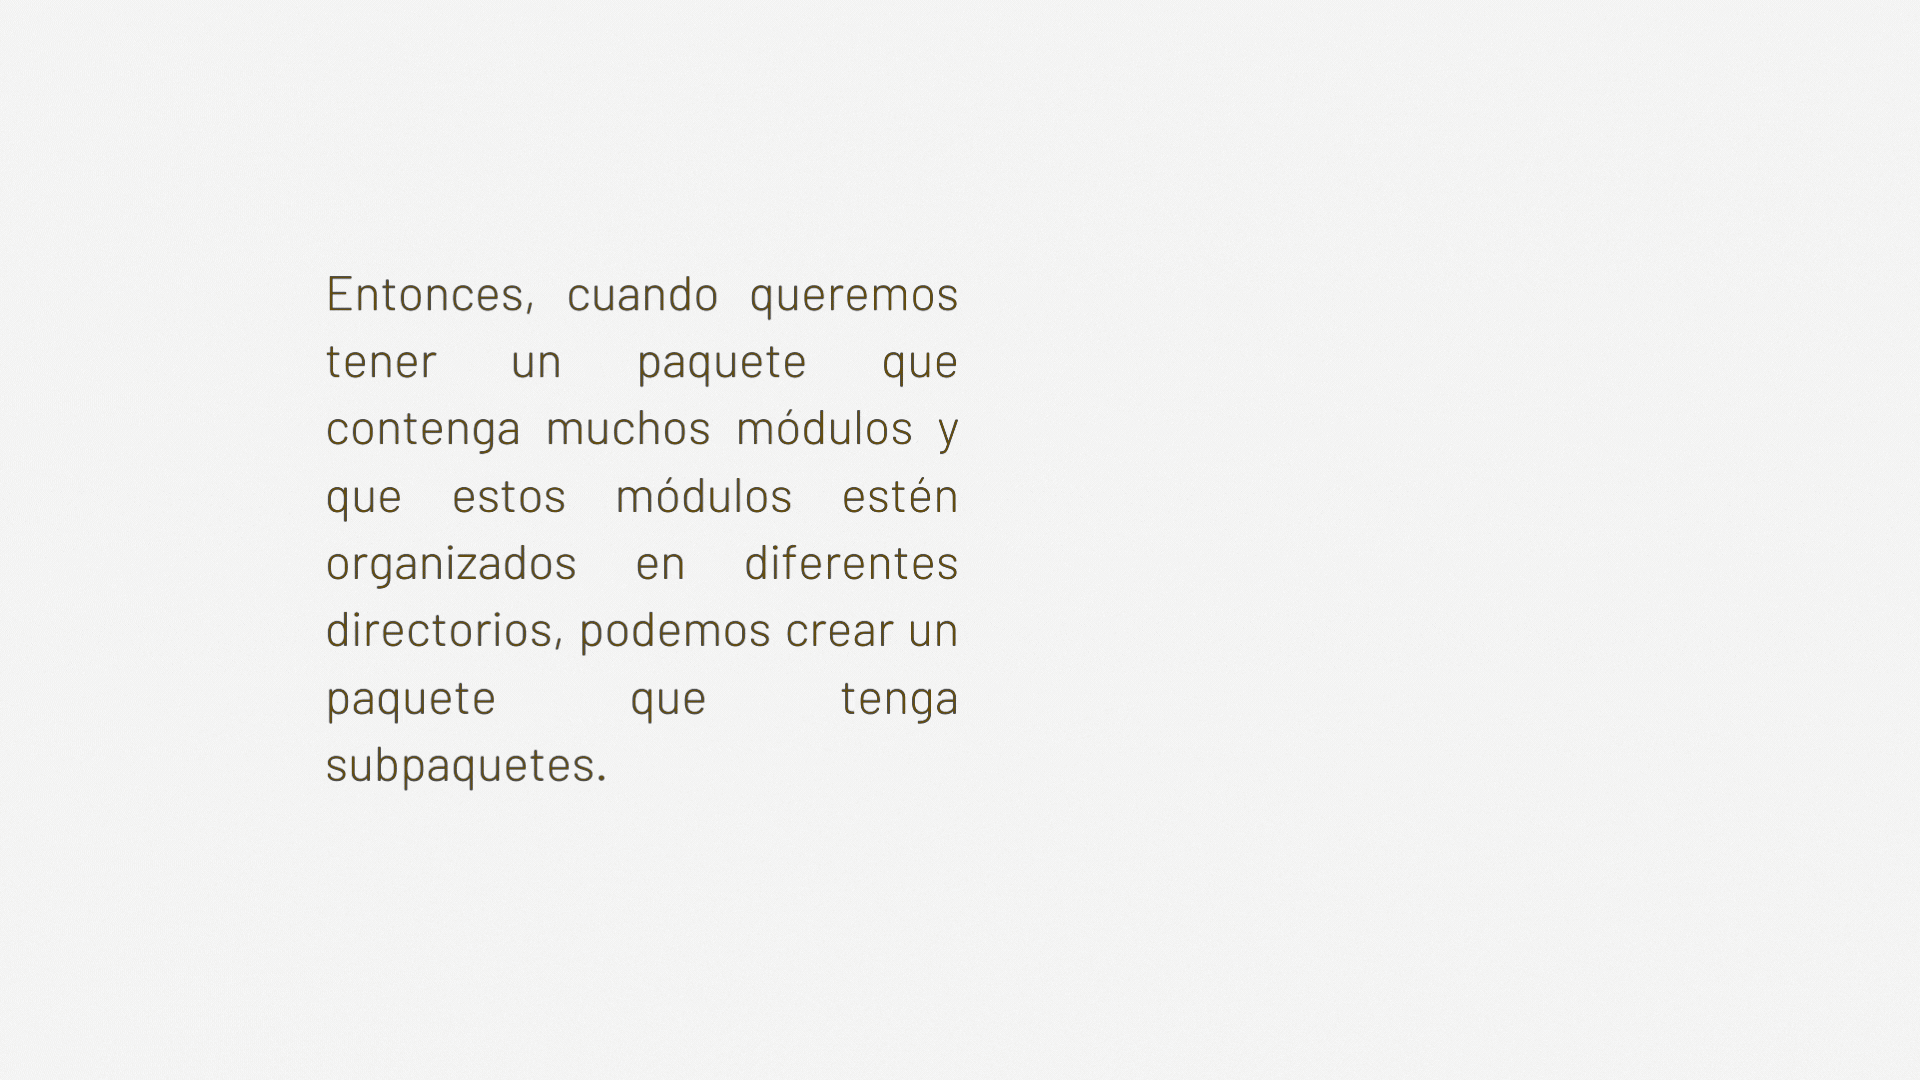 Entonces, cuando queremos
tener un paquete que
contenga muchos módulos y
que estos módulos estén
organizados en diferentes
directorios, podemos crear un
paquete que tenga
subpaquetes.